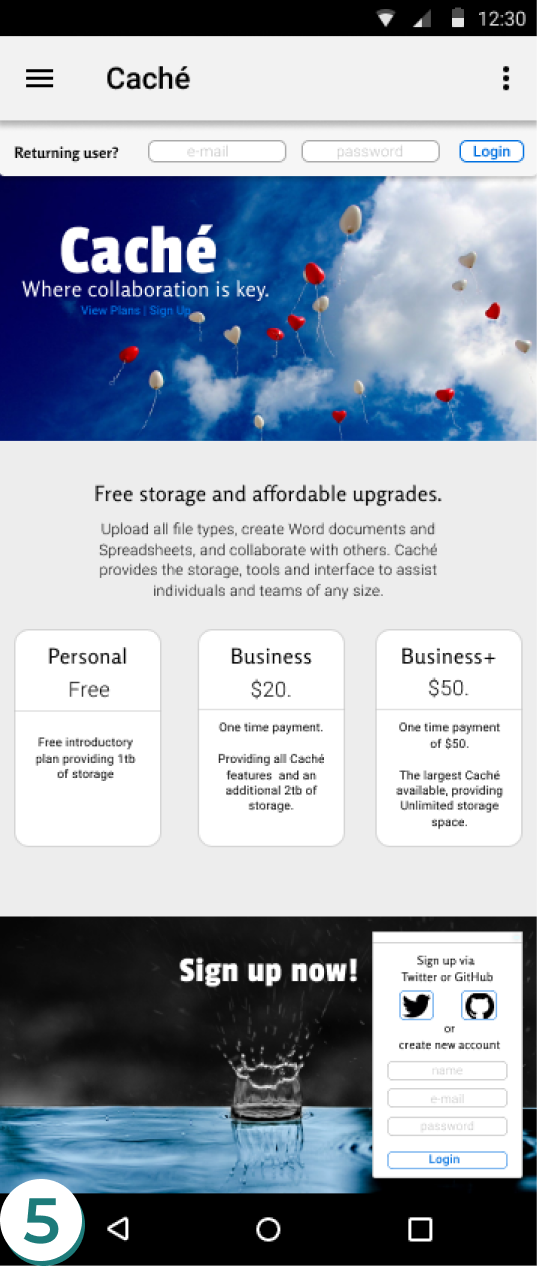 12:30
Caché
Returning user?
e-mail
password
Login
Caché
Where collaboration is key.
View Plans | Sign Up
Free storage and affordable upgrades.
Upload all file types, create Word documents and
Spreadsheets, and collaborate with others. Caché
provides the storage, tools and interface to assist
individuals and teams of any size.
Personal
Free
Free introductory
plan providing 1tb
of storage
Business
$20.
One time payment.
Providing all Caché
features and an
additional 2tb of
storage.
Business+
$50.
One time payment
of $50.
The largest Caché
available, providing
Unlimited storage
space.
Sign up now!
Sign up via
Twitter or GitHub
or
create new account
name
e-mail
password
Login
5